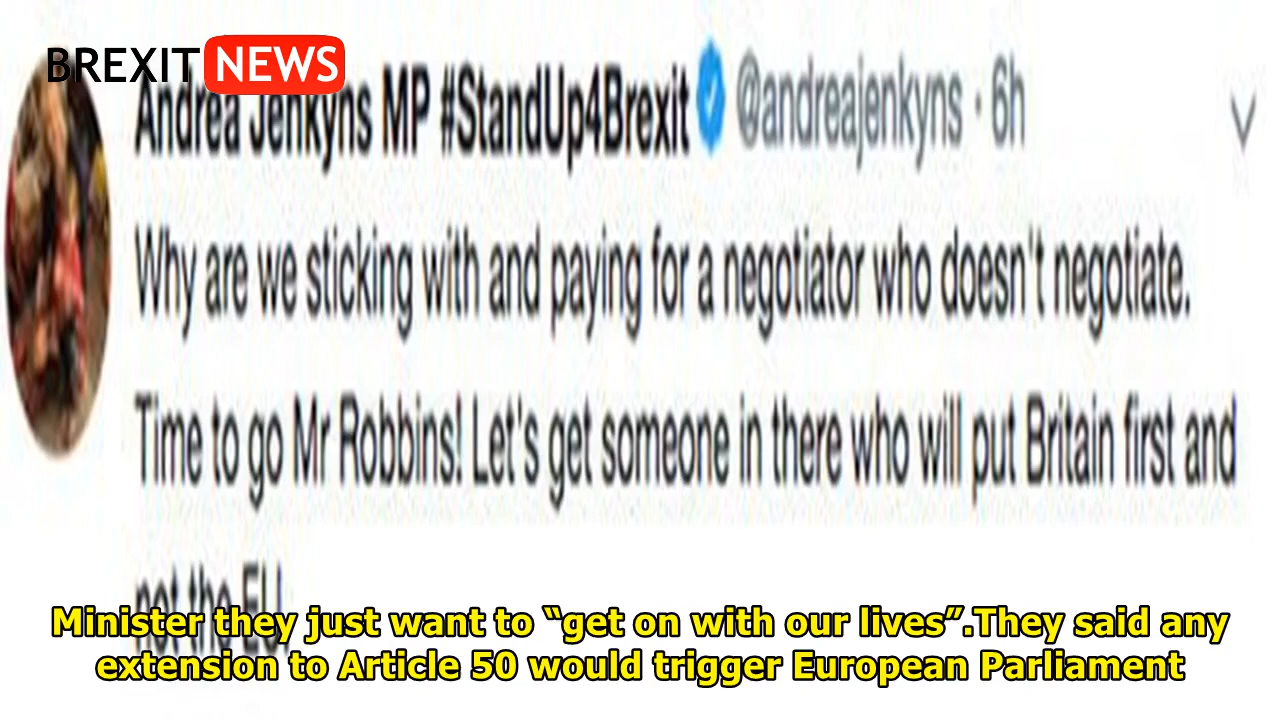 BREXIT NEWS
Andrea Jenkyns MP #StandUp4Brexit @andreajenkyns · 6h
Why are we sticking with and paying for a negotiator who doesn't negotiate.
Time to go Mr Robbins! Let's get someone in there who will put Britain first and
not the EU.
Minister they just want to “get on with our lives”.They said any
extension to Article 50 would trigger European Parliament